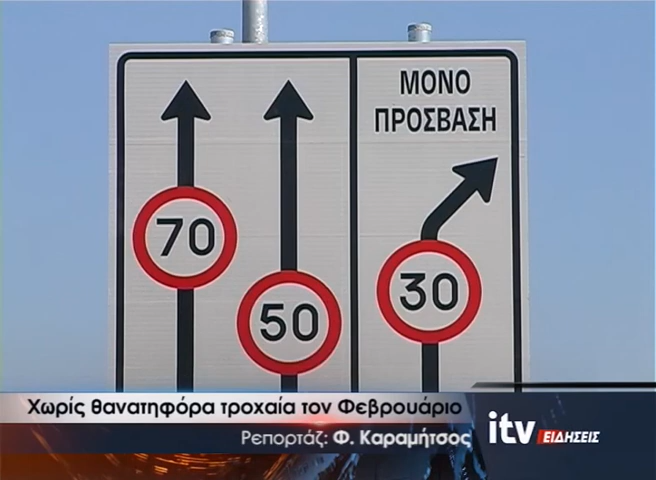 ΜΟΝΟ
ΠΡΟΣΒΑΣΗ
70
50
30
Χωρίς θανατηφόρα τροχαία τον Φεβρουάριο
Ρεπορτάζ: Φ. Καραμήτσος
itv ΕΙΔΗΣΕΙΣ